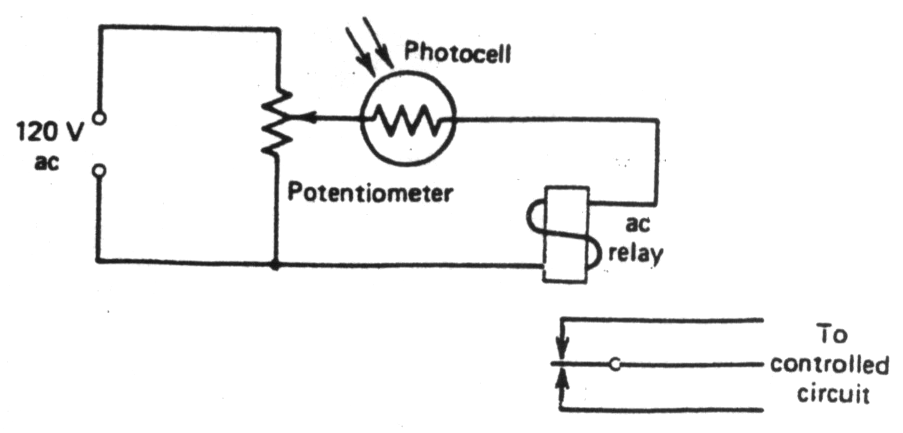 Photocell
120 V
ac
Potentiometer
ac
relay
To
controlled
circuit